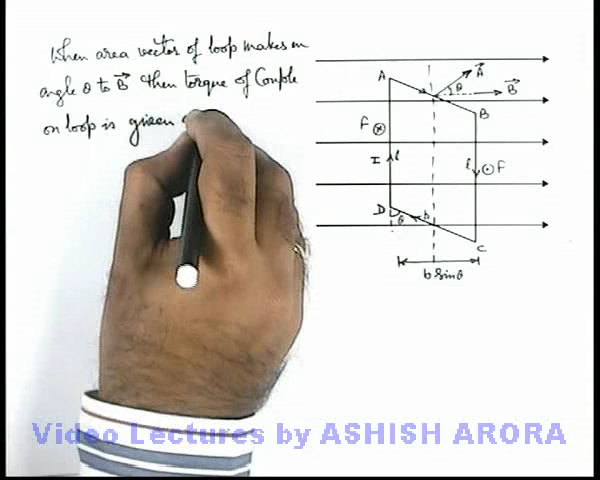 When area vector of loop makes an
angle θ to B⃗ then torque of Couple
on loop is given
A
A⃗
θ
B⃗
B
F ⊗
I
l
l
⊙ F
D
θ
b
C
b sinθ
Video Lectures by ASHISH ARORA